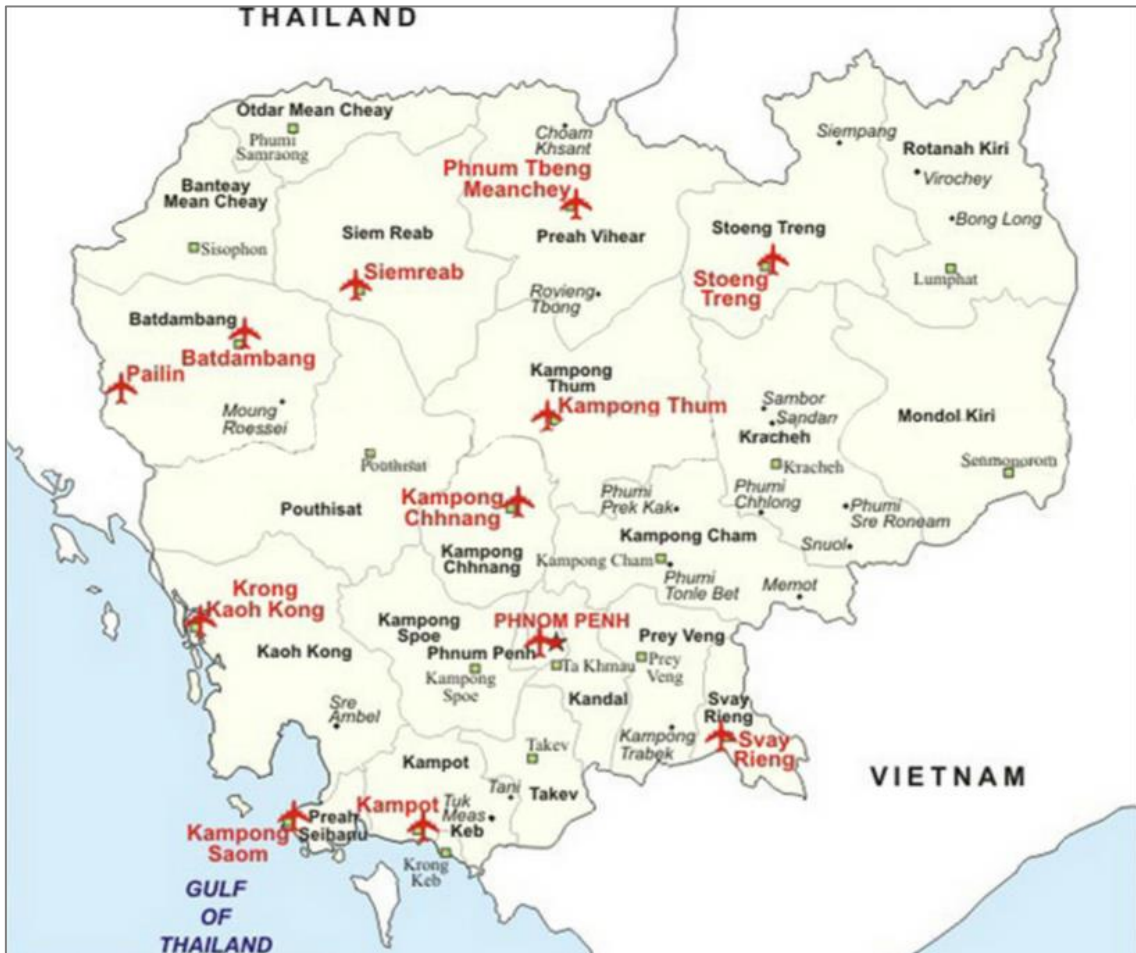 THAILAND
Otdar Mean Cheay
Phumi
Samraong
Choam
Khsant
Siempang
Rotanah Kiri
Virochey
Phnum Tbeng
Meanchey
Banteay
Mean Cheay
Siem Reab
Preah Vihear
Stoeng Treng
Bong Long
Sisophon
Siemreab
Stoeng
Treng
Lumphat
Rovieng
Tbong
Batdambang
Batdambang
Pailin
Kampong
Thum
Kampong Thum
Moung
Roessei
Sambor
Sandan
Kracheh
Mondol Kiri
Pouthisat
Kracheh
Senmonorom
Pouthisat
Kampong
Chhnang
Phumi
Prek Kak
Phumi
Chhlong
Phumi
Sre Roneam
Kampong Cham
Snuol
Kampong
Chhnang
Kampong Cham
Phumi
Tonle Bet
Memot
Krong
Kaoh Kong
Kampong
Spoe
PHNOM PENH
Prey Veng
Kaoh Kong
Phnum Penh
Ta Khmau
Prey
Veng
Kampong
Spoe
Kandal
Svay
Rieng
Sre
Ambel
Kampong
Trabek
Svay
Rieng
Takev
Kampot
VIETNAM
Tani
Takev
Kampot
Tuk
Meas
Preah
Seihanu
Keb
Kampong
Saom
Krong
Keb
GULF
OF
THAILAND